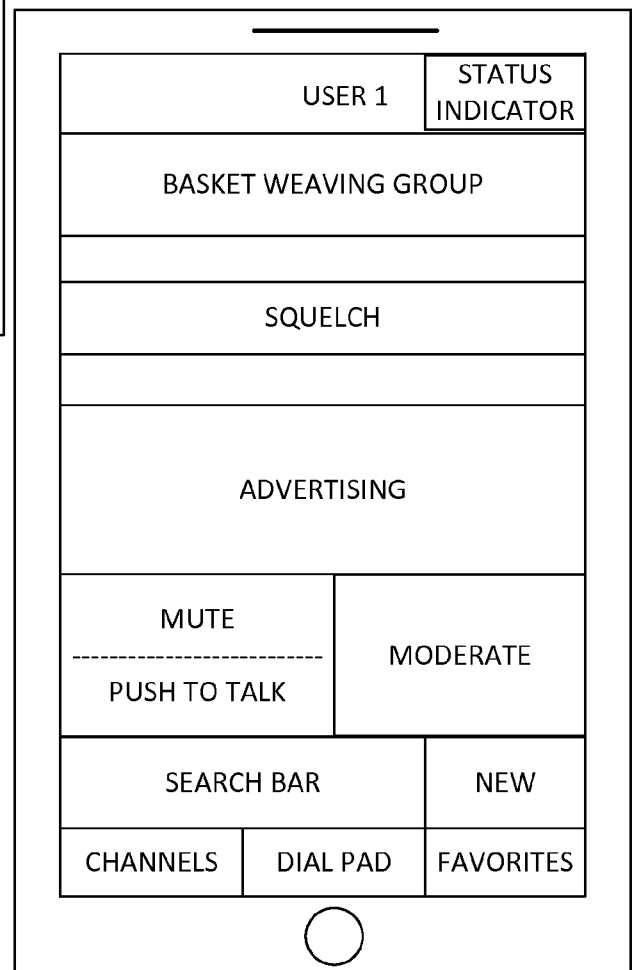 USER 1
STATUS
INDICATOR
BASKET WEAVING GROUP
SQUELCH
ADVERTISING
MUTE
PUSH TO TALK
MODERATE
SEARCH BAR
NEW
CHANNELS
DIAL PAD
FAVORITES